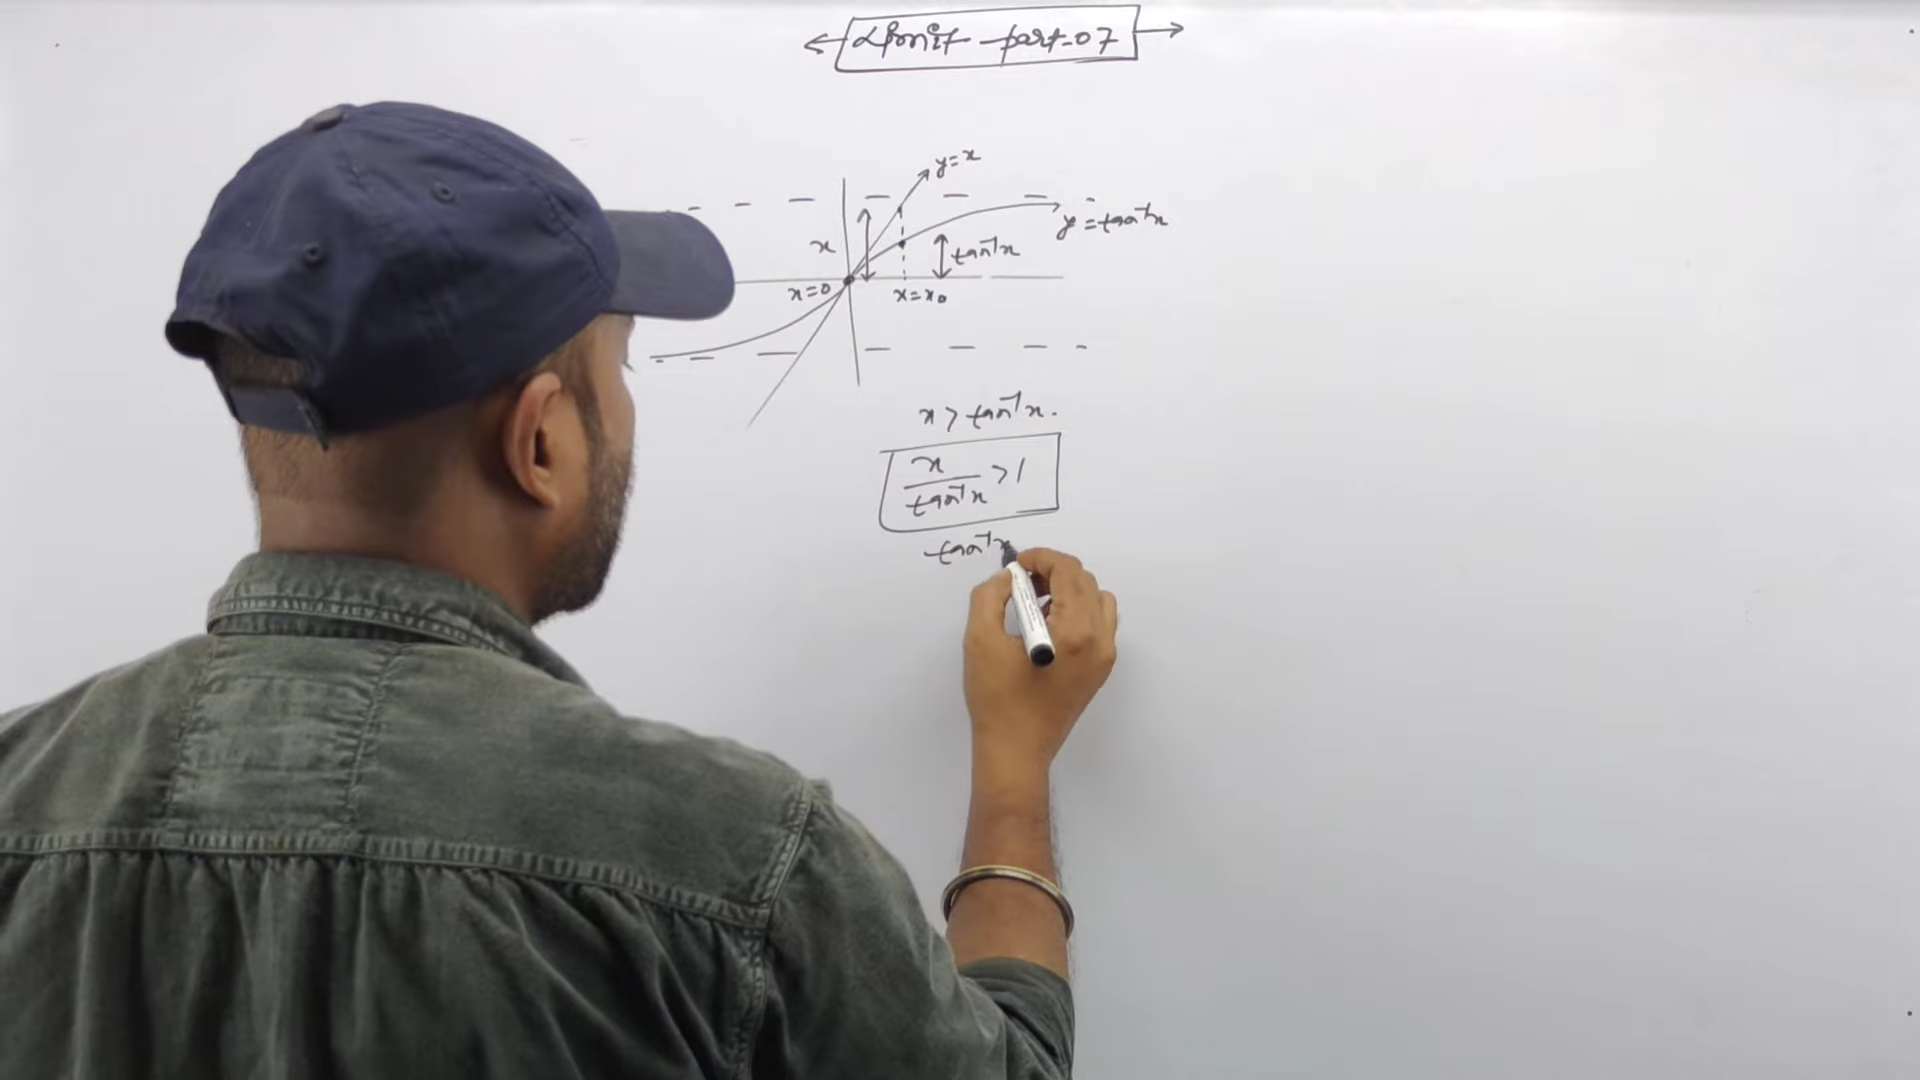 Limit - part-07
y = x
y = tan⁻¹x
x
tan⁻¹x
x=0
x = x₀
x > tan⁻¹x.
x/tan⁻¹x > 1
tan⁻¹x